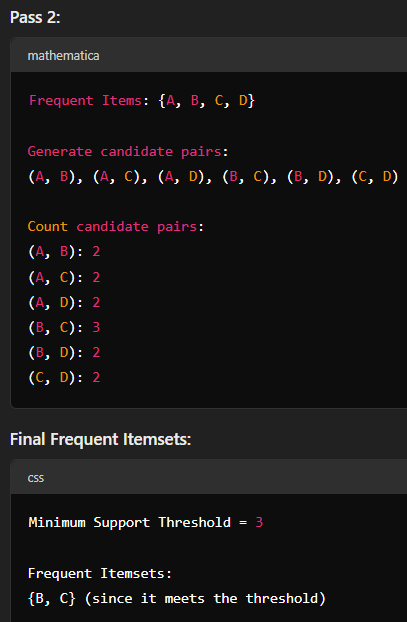 Pass 2:
mathematica
Frequent Items: {A, B, C, D}
Generate candidate pairs:
(A, B), (A, C), (A, D), (B, C), (B, D), (C, D)
Count candidate pairs:
(A, B): 2
(A, C): 2
(A, D): 2
(B, C): 3
(B, D): 2
(C, D): 2
Final Frequent Itemsets:
css
Minimum Support Threshold = 3
Frequent Itemsets:
{B, C} (since it meets the threshold)